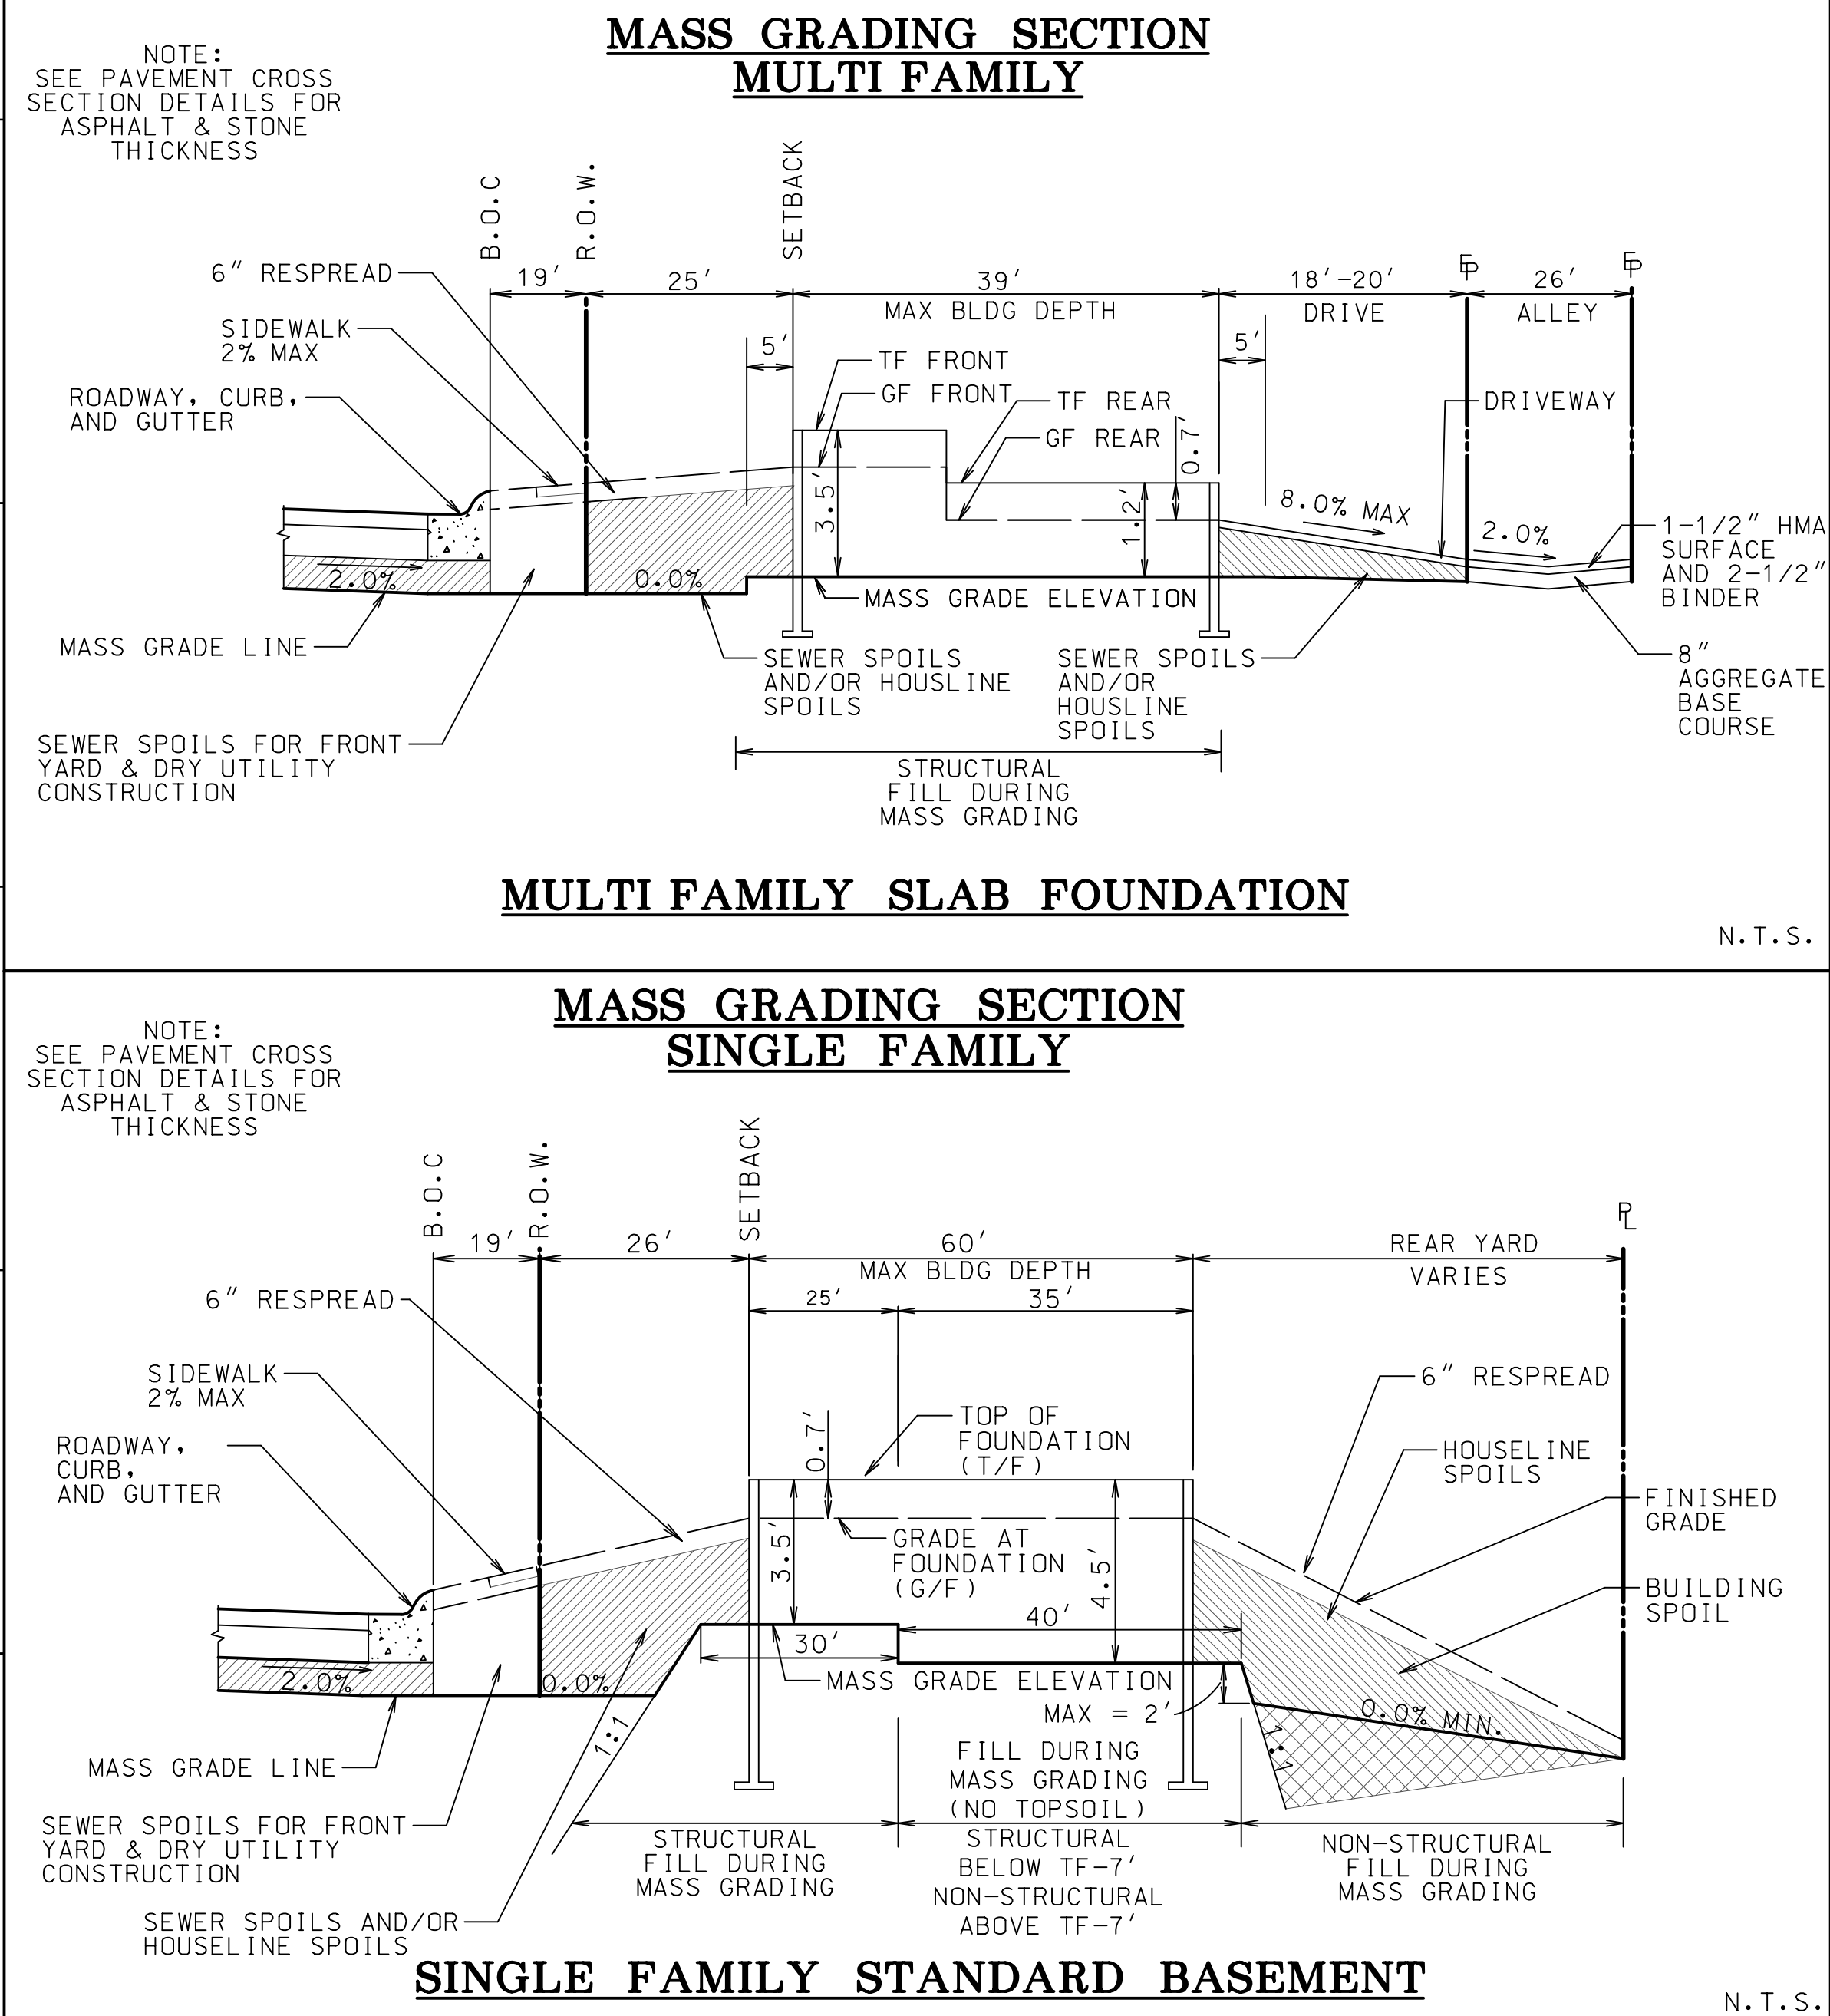 MASS GRADING SECTION
MULTI FAMILY
NOTE:
SEE PAVEMENT CROSS
SECTION DETAILS FOR
ASPHALT & STONE
THICKNESS
B.O.C
R.O.W.
SETBACK
19'
25'
39'
MAX BLDG DEPTH
18'-20'
DRIVE
EP
26'
ALLEY
EP
6" RESPREAD
SIDEWALK
2% MAX
ROADWAY, CURB,
AND GUTTER
5'
TF FRONT
GF FRONT
TF REAR
GF REAR
0.7'
5'
DRIVEWAY
3.5'
1.2'
8.0% MAX
2.0%
1-1/2" HMA
SURFACE
AND 2-1/2"
BINDER
2.0%
0.0%
MASS GRADE ELEVATION
MASS GRADE LINE
SEWER SPOILS
AND/OR HOUSLINE
SPOILS
SEWER SPOILS
AND/OR
HOUSLINE
SPOILS
8"
AGGREGATE
BASE
COURSE
SEWER SPOILS FOR FRONT
YARD & DRY UTILITY
CONSTRUCTION
STRUCTURAL
FILL DURING
MASS GRADING
MULTI FAMILY SLAB FOUNDATION
N.T.S.
MASS GRADING SECTION
SINGLE FAMILY
NOTE:
SEE PAVEMENT CROSS
SECTION DETAILS FOR
ASPHALT & STONE
THICKNESS
B.O.C
R.O.W.
SETBACK
PL
19'
26'
60'
MAX BLDG DEPTH
REAR YARD
VARIES
25'
35'
6" RESPREAD
SIDEWALK
2% MAX
ROADWAY,
CURB,
AND GUTTER
0.7'
TOP OF
FOUNDATION
(T/F)
6" RESPREAD
HOUSELINE
SPOILS
FINISHED
GRADE
3.5'
GRADE AT
FOUNDATION
(G/F)
4.5'
BUILDING
SPOIL
40'
30'
2.0%
0.0%
MASS GRADE ELEVATION
MAX = 2'
0.0% MIN.
1:1
1:1
MASS GRADE LINE
FILL DURING
MASS GRADING
(NO TOPSOIL)
STRUCTURAL
BELOW TF-7'
NON-STRUCTURAL
ABOVE TF-7'
SEWER SPOILS FOR FRONT
YARD & DRY UTILITY
CONSTRUCTION
STRUCTURAL
FILL DURING
MASS GRADING
NON-STRUCTURAL
FILL DURING
MASS GRADING
SEWER SPOILS AND/OR
HOUSELINE SPOILS
SINGLE FAMILY STANDARD BASEMENT
N.T.S.